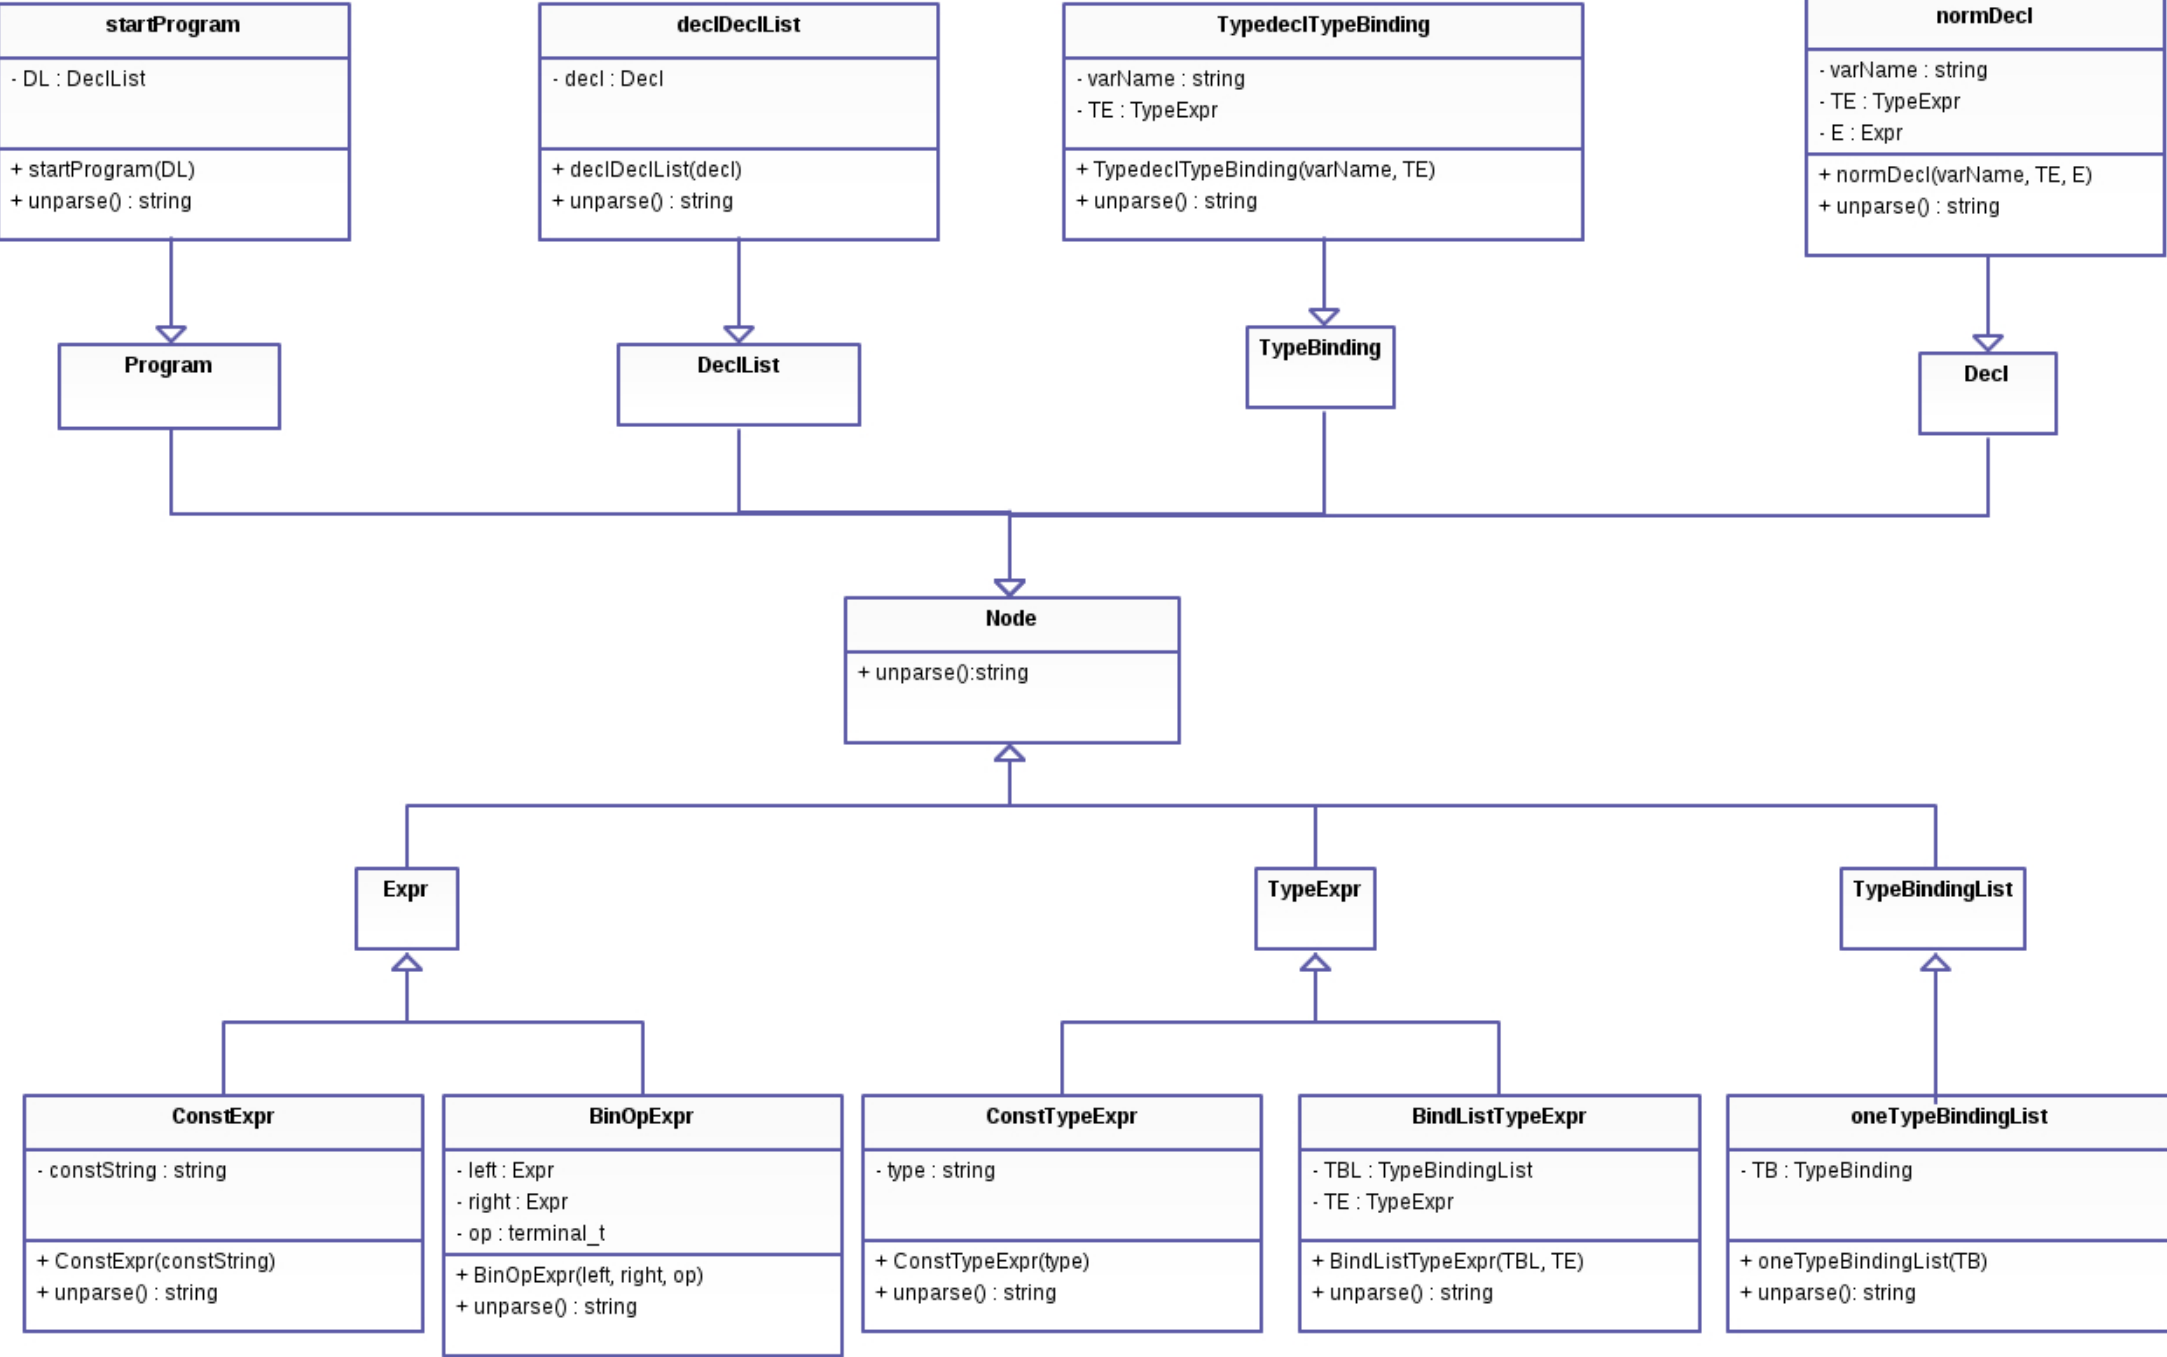 startProgram
- DL : DeclList
+ startProgram(DL)
+ unparse() : string
declDeclList
- decl : Decl
+ declDeclList(decl)
+ unparse() : string
TypedeclTypeBinding
- varName : string
- TE : TypeExpr
+ TypedeclTypeBinding(varName, TE)
+ unparse() : string
normDecl
- varName : string
- TE : TypeExpr
- E : Expr
+ normDecl(varName, TE, E)
+ unparse() : string
Program
DeclList
TypeBinding
Decl
Node
+ unparse():string
Expr
TypeExpr
TypeBindingList
ConstExpr
- constString : string
+ ConstExpr(constString)
+ unparse() : string
BinOpExpr
- left : Expr
- right : Expr
- op : terminal_t
+ BinOpExpr(left, right, op)
+ unparse() : string
ConstTypeExpr
- type : string
+ ConstTypeExpr(type)
+ unparse() : string
BindListTypeExpr
- TBL : TypeBindingList
- TE : TypeExpr
+ BindListTypeExpr(TBL, TE)
+ unparse() : string
oneTypeBindingList
- TB : TypeBinding
+ oneTypeBindingList(TB)
+ unparse(): string